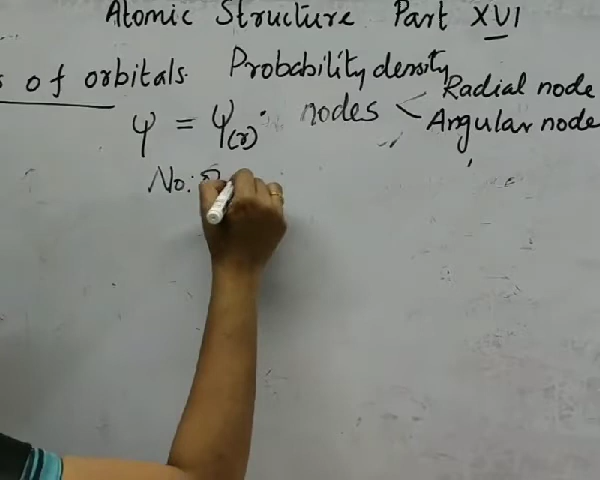 Atomic Structure Part XVI
of orbitals. Probability density
Radial node
ψ = ψ(r) nodes <
Angular node
No: